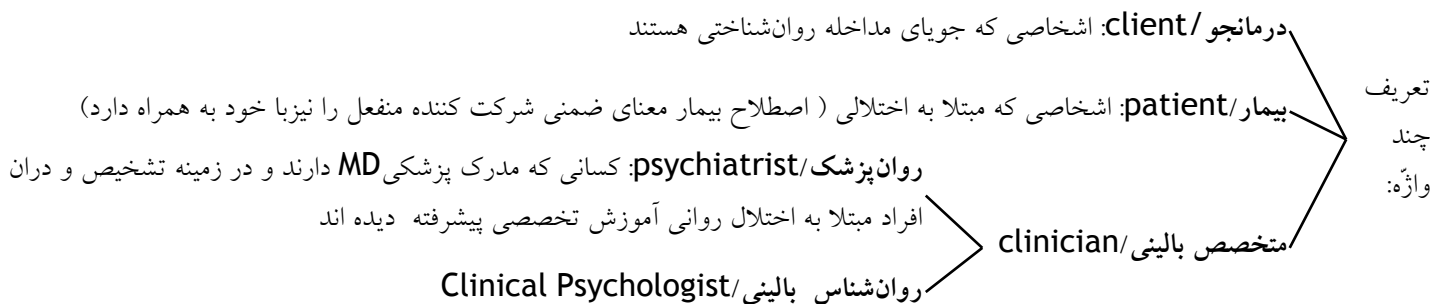 تعریف
چند
واژه:
درمانجو/client: اشخاصی که جویای مداخله روان‌شناختی هستند
بیمار/patient: اشخاصی که مبتلا به اختلالی ( اصطلاح بیمار معنای ضمنی شرکت کننده منفعل را نیزبا خود به همراه دارد)
متخصص بالینی/clinician
روان‌پزشک/psychiatrist: کسانی که مدرک پزشکیMD دارند و در زمینه تشخیص و دران
افراد مبتلا به اختلال روانی آموزش تخصصی پیشرفته دیده اند
روان‌شناس بالینی/Clinical Psychologist